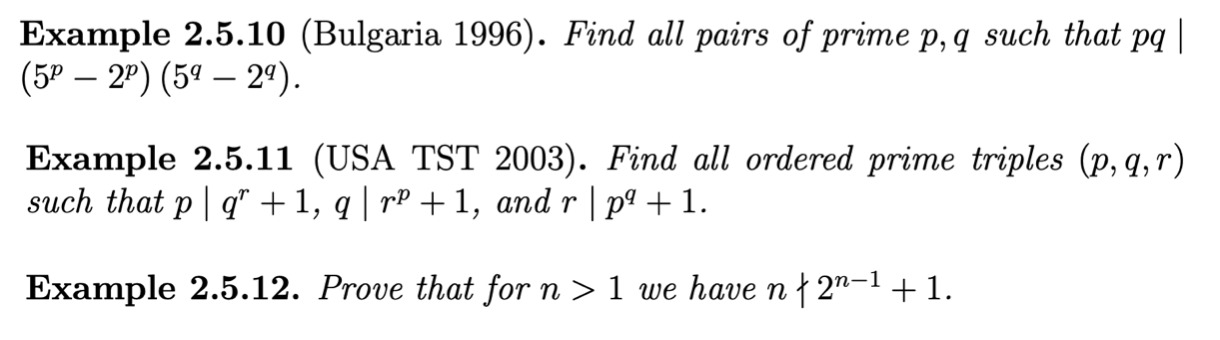 Example 2.5.10 (Bulgaria 1996). Find all pairs of prime p, q such that pq |
(5^p − 2^p) (5^q − 2^q).
Example 2.5.11 (USA TST 2003). Find all ordered prime triples (p, q, r)
such that p | q^r + 1, q | r^p + 1, and r | p^q + 1.
Example 2.5.12. Prove that for n > 1 we have n ∤ 2^{n−1} + 1.